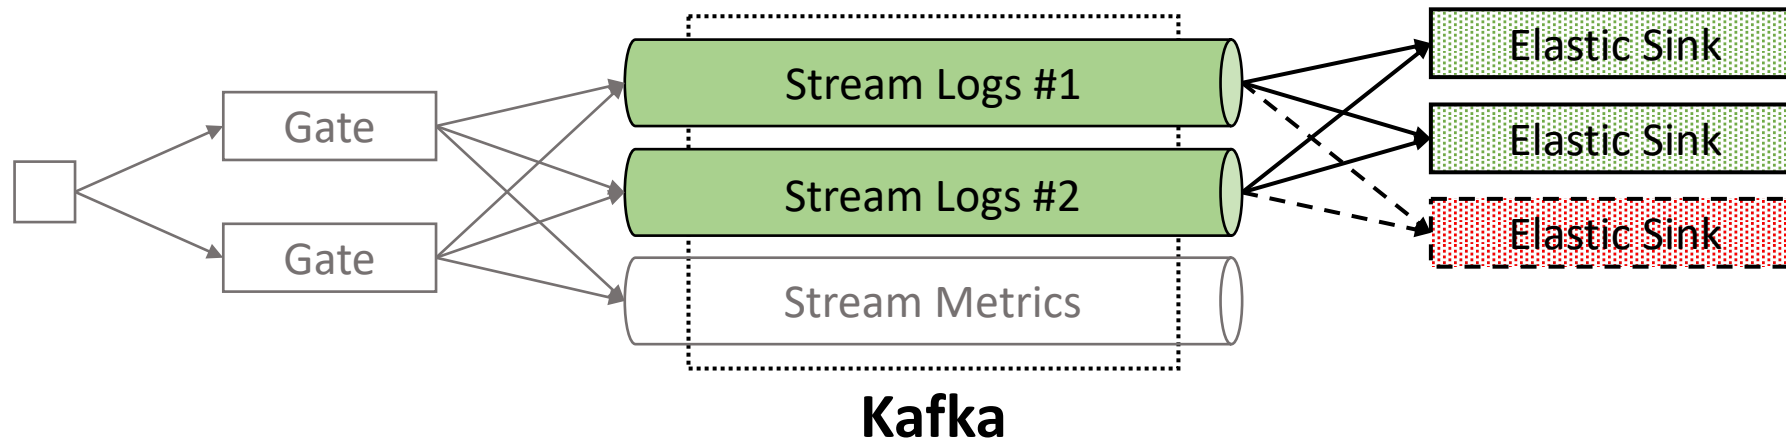 Gate
Gate
Stream Logs #1
Stream Logs #2
Stream Metrics
Kafka
Elastic Sink
Elastic Sink
Elastic Sink